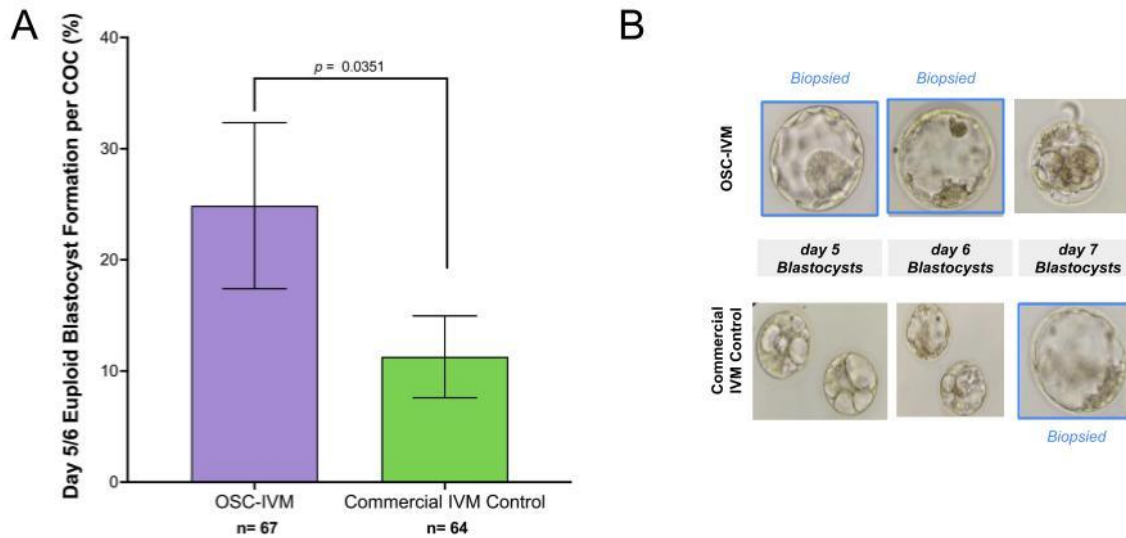 A
Day 5/6 Euploid Blastocyst Formation per COC (%)
40
30
20
10
0
p = 0.0351
OSC-IVM
Commercial IVM Control
n= 67
n= 64
B
Biopsied
Biopsied
OSC-IVM
day 5
Blastocysts
day 6
Blastocysts
day 7
Blastocysts
Commercial
IVM Control
Biopsied